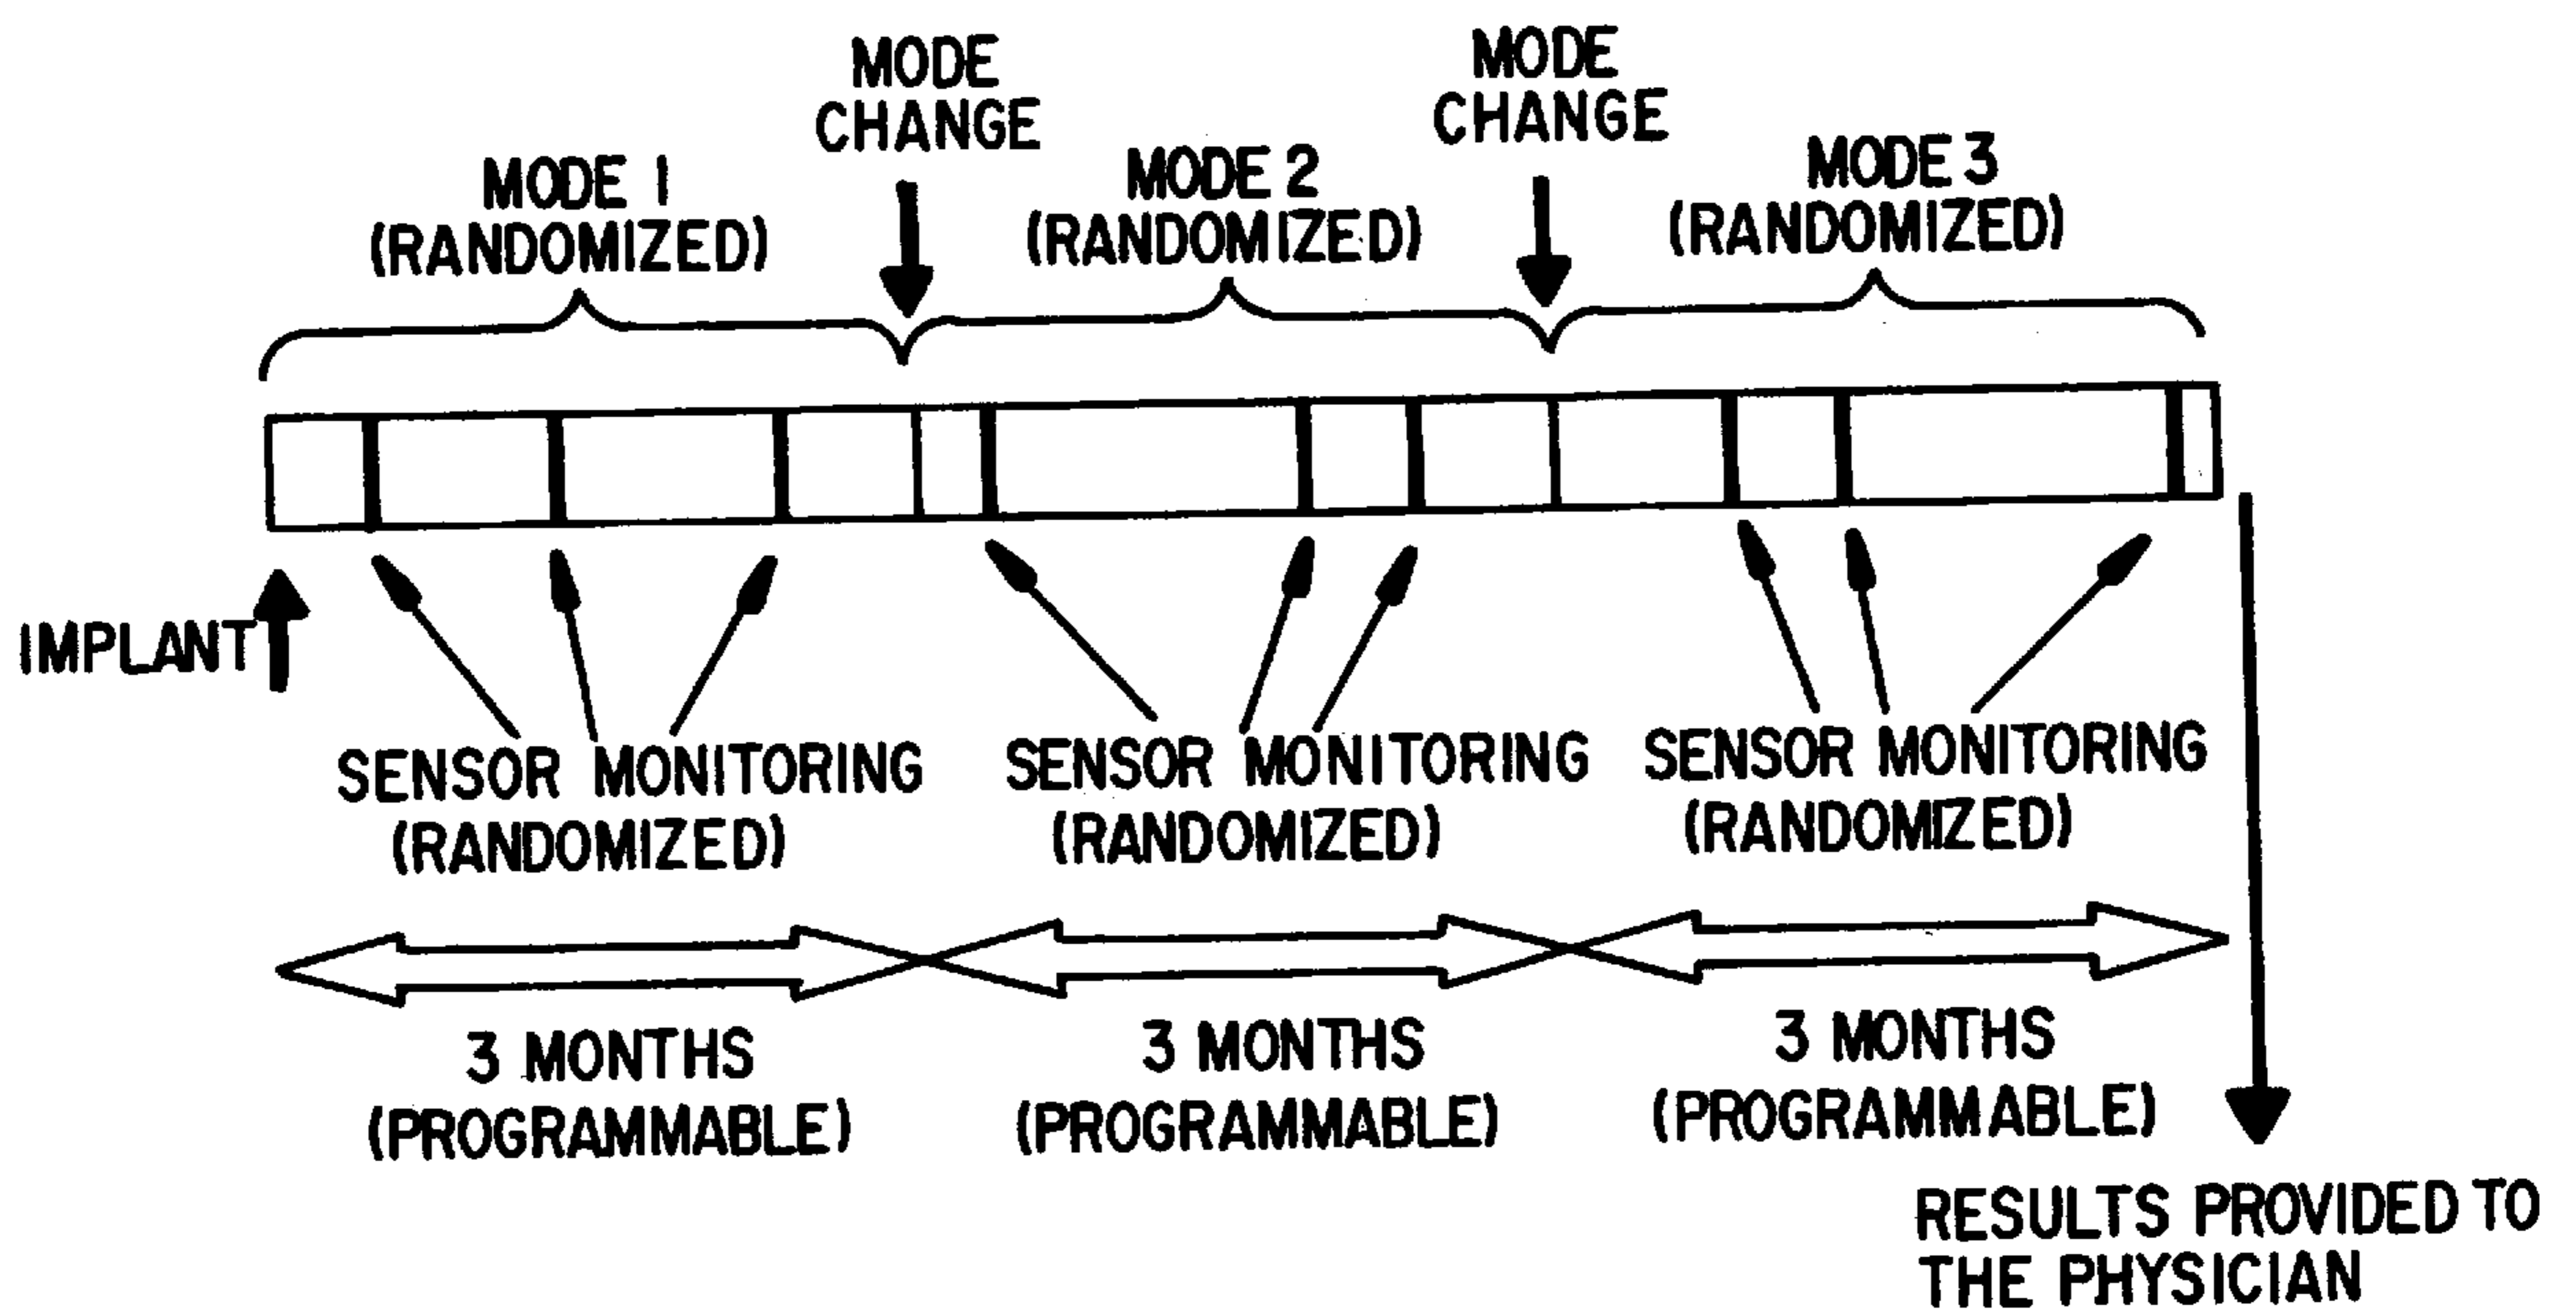 MODE
CHANGE
MODE
CHANGE
MODE 1
(RANDOMIZED)
MODE 2
(RANDOMIZED)
MODE 3
(RANDOMIZED)
IMPLANT
SENSOR MONITORING
(RANDOMIZED)
SENSOR MONITORING
(RANDOMIZED)
SENSOR MONITORING
(RANDOMIZED)
3 MONTHS
(PROGRAMMABLE)
3 MONTHS
(PROGRAMMABLE)
3 MONTHS
(PROGRAMMABLE)
RESULTS PROVIDED TO
THE PHYSICIAN